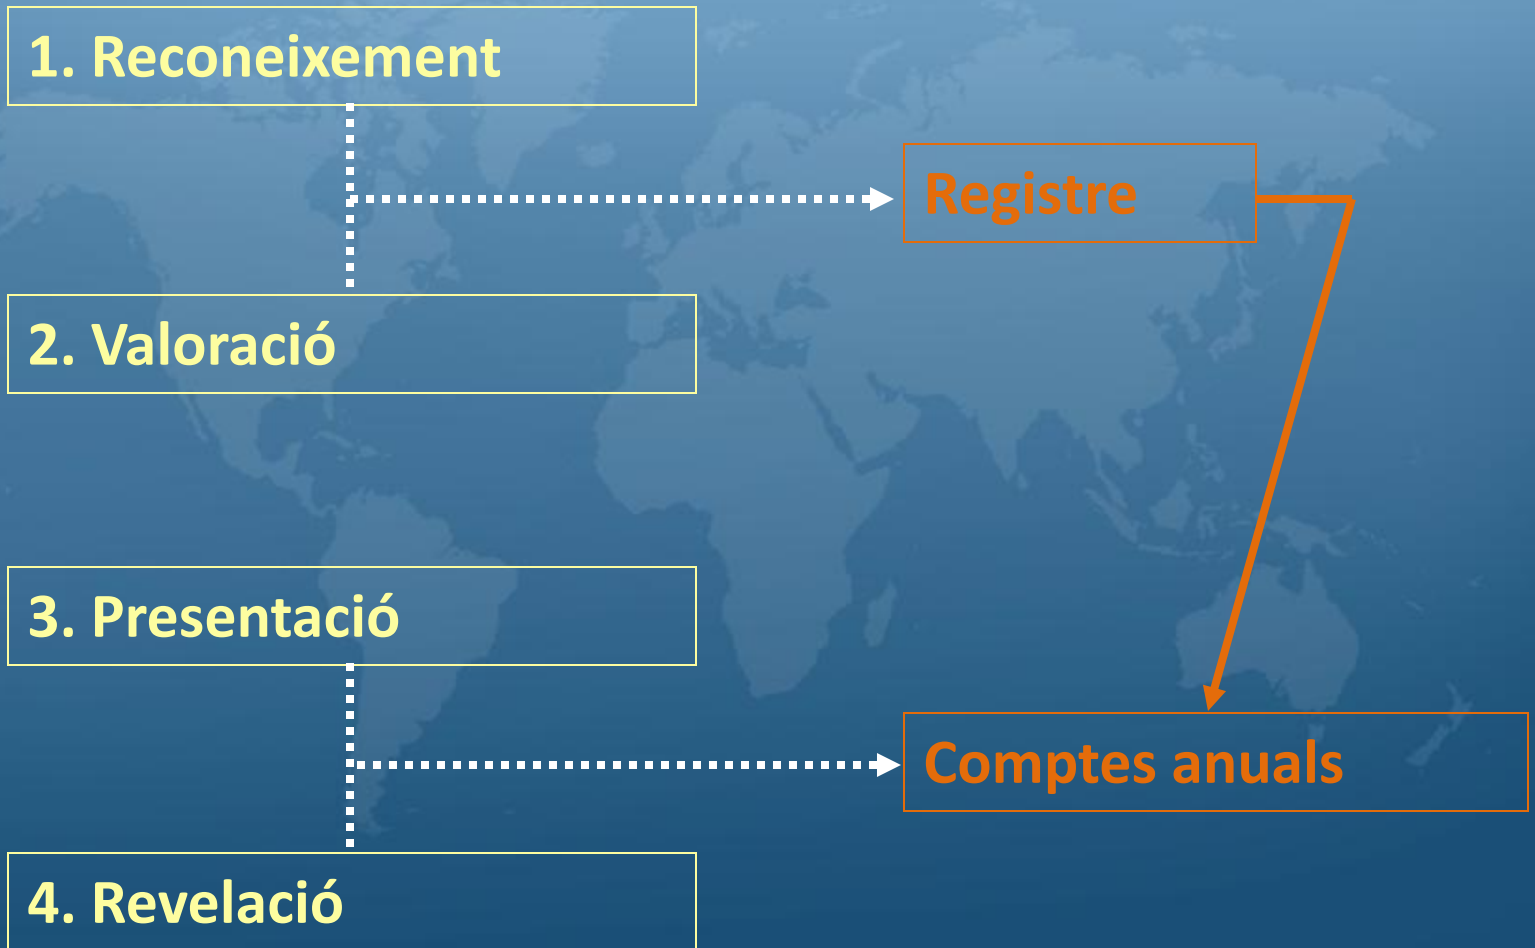 1. Reconeixement
Registre
2. Valoració
3. Presentació
Comptes anuals
4. Revelació